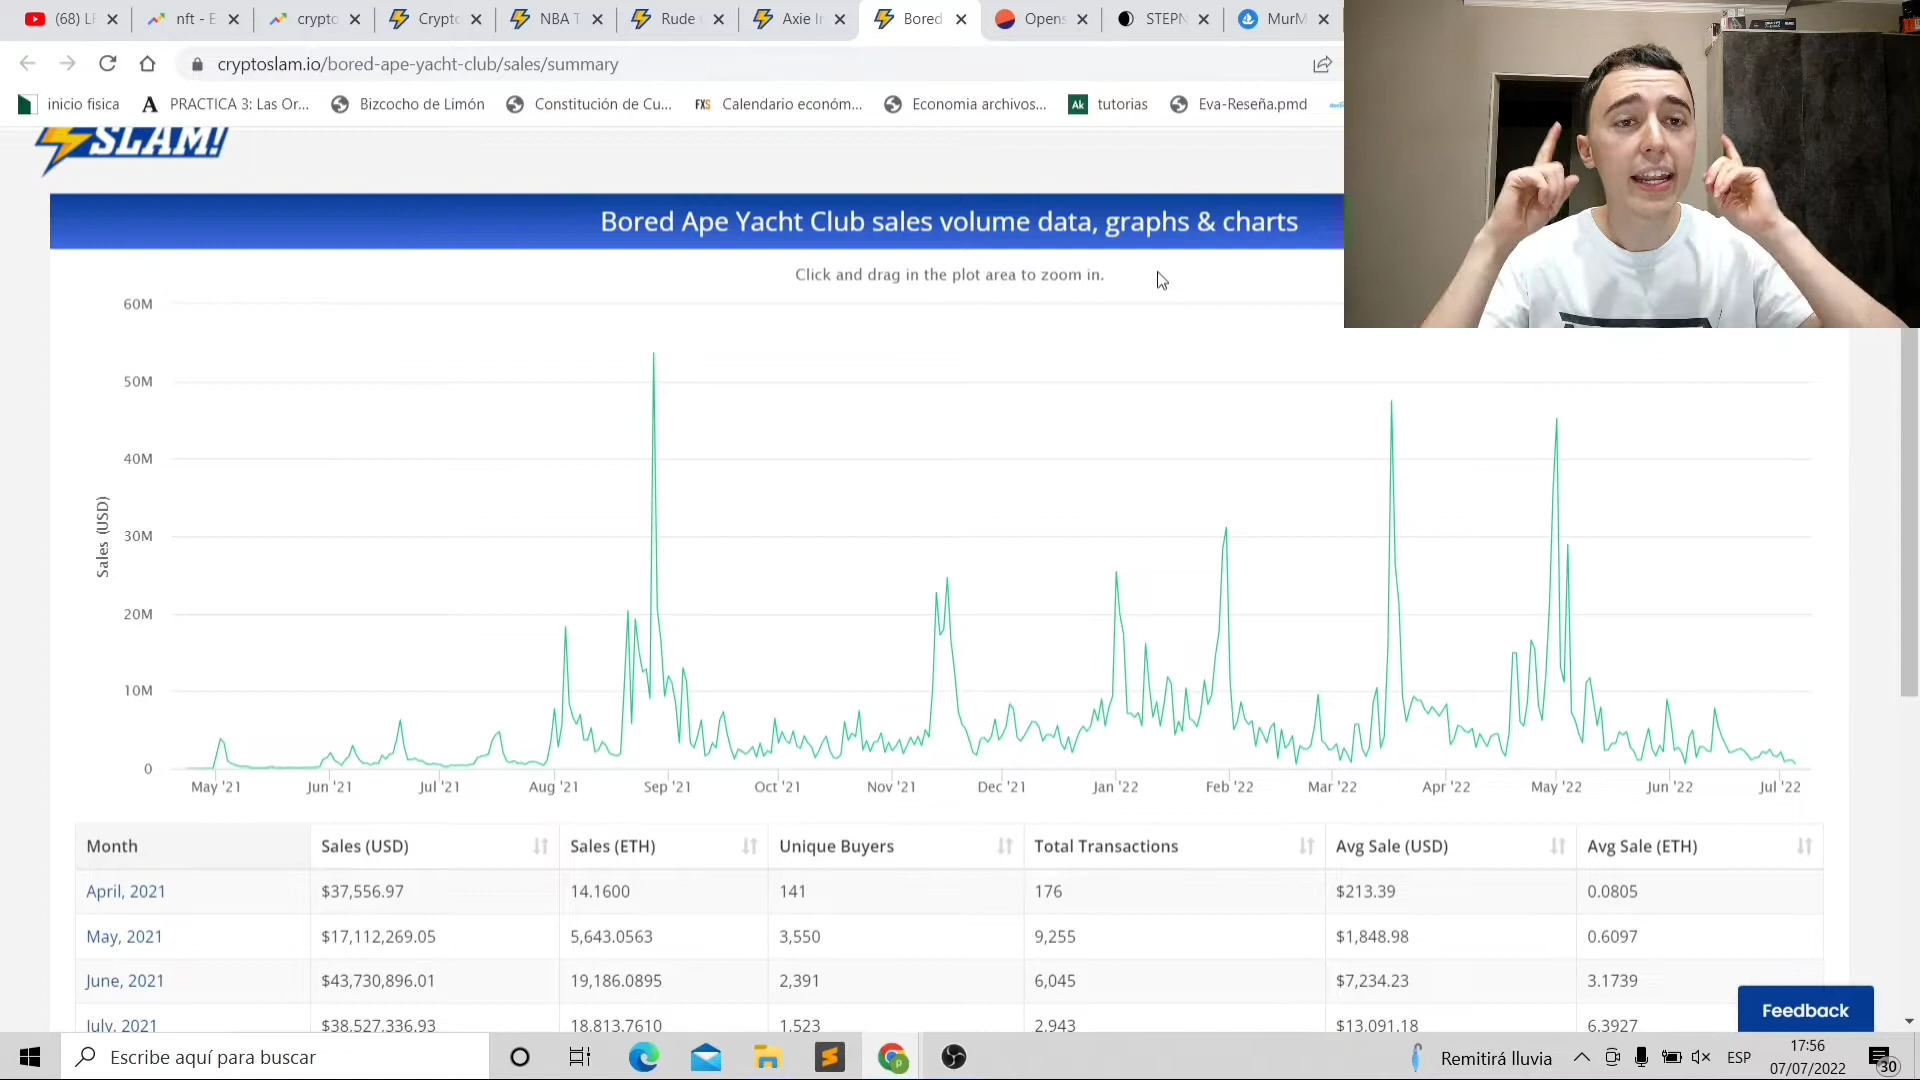 (68) LF
nft - E
crypto
Crypto
NBA T
Rude
Axie In
Bored
Opens
STEPN
MurM
cryptoslam.io/bored-ape-yacht-club/sales/summary
inicio fisica
PRACTICA 3: Las Or...
Bizcocho de Limón
Constitución de Cu...
FXS Calendario económ...
Economia archivos...
Ak tutorias
Eva-Reseña.pmd
SLAM!
Bored Ape Yacht Club sales volume data, graphs & charts
Click and drag in the plot area to zoom in.
Sales (USD)
60M
50M
40M
30M
20M
10M
0
May '21 Jun '21 Jul '21 Aug '21 Sep '21 Oct '21 Nov '21 Dec '21 Jan '22 Feb '22 Mar '22 Apr '22 May '22 Jun '22 Jul '22
Month Sales (USD) Sales (ETH) Unique Buyers Total Transactions Avg Sale (USD) Avg Sale (ETH)
April, 2021 $37,556.97 14.1600 141 176 $213.39 0.0805
May, 2021 $17,112,269.05 5,643.0563 3,550 9,255 $1,848.98 0.6097
June, 2021 $43,730,896.01 19,186.0895 2,391 6,045 $7,234.23 3.1739
July, 2021 $38,527,336.93 18,813.7610 1,523 2,943 $13,091.18 6.3927
Feedback
Escribe aquí para buscar
Remitirá lluvia
ESP
17:56
07/07/2022
30